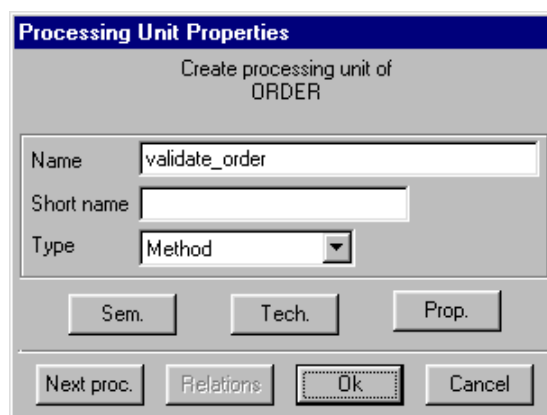 Processing Unit Properties
Create processing unit of
ORDER
Name validate_order
Short name
Type Method
Sem. Tech. Prop.
Next proc. Relations Ok Cancel